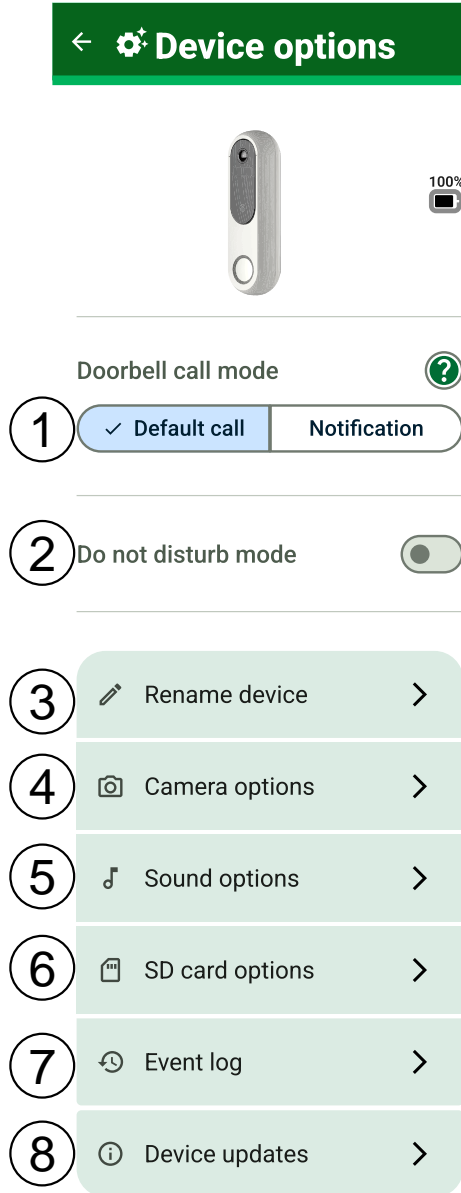 Device options
100%
Doorbell call mode
?
1
Default call Notification
2 Do not disturb mode
3 Rename device
4 Camera options
5 Sound options
6 SD card options
7 Event log
8 Device updates